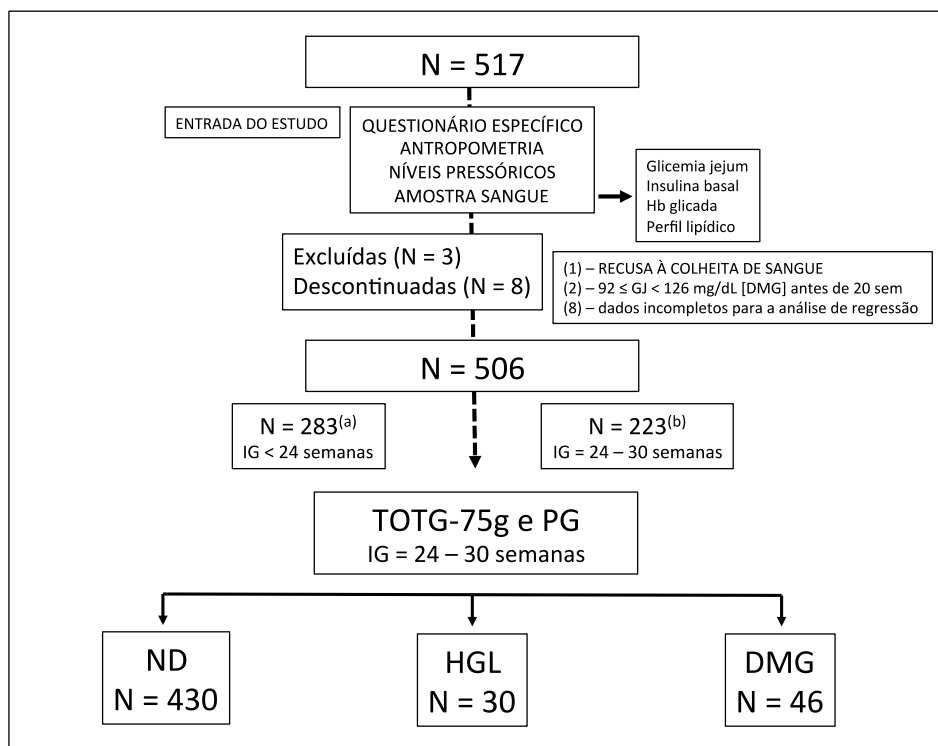 N = 517
ENTRADA DO ESTUDO
QUESTIONÁRIO ESPECÍFICO
ANTROPOMETRIA
NÍVEIS PRESSÓRICOS
AMOSTRA SANGUE
Glicemia jejum
Insulina basal
Hb glicada
Perfil lipídico
Excluídas (N = 3)
Descontinuadas (N = 8)
(1) – RECUSA À COLHEITA DE SANGUE
(2) – 92 ≤ GJ < 126 mg/dL [DMG] antes de 20 sem
(8) – dados incompletos para a análise de regressão
N = 506
N = 283(a)
IG < 24 semanas
N = 223(b)
IG = 24 – 30 semanas
TOTG-75g e PG
IG = 24 – 30 semanas
ND
N = 430
HGL
N = 30
DMG
N = 46